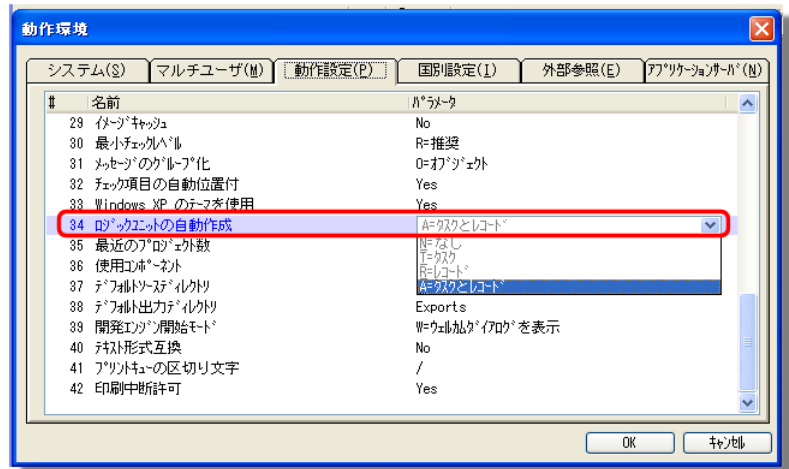 動作環境
システム(S) マルチユーザ(M) 動作設定(P) 国別設定(I) 外部参照(E) ｱﾌﾟﾘｹｰｼｮﾝｻｰﾊﾞ(N)
# 名前 ﾊﾟﾗﾒｰﾀ
29 ｲﾒｰｼﾞｷｬｯｼｭ No
30 最小ﾁｪｯｸﾚﾍﾞﾙ R=推奨
31 ﾒｯｾｰｼﾞのｸﾞﾙｰﾌﾟ化 O=ｵﾌﾞｼﾞｪｸﾄ
32 ﾁｪｯｸ項目の自動位置付 Yes
33 Windows XP のﾃｰﾏを使用 Yes
34 ﾛｼﾞｯｸﾕﾆｯﾄの自動作成 A=ﾀｽｸとﾚｺｰﾄﾞ
35 最近のﾌﾟﾛｼﾞｪｸﾄ数 N=なし
T=ﾀｽｸ
36 使用ｺﾝﾎﾟｰﾈﾝﾄ R=ﾚｺｰﾄﾞ
37 ﾃﾞﾌｫﾙﾄｿｰｽﾃﾞｨﾚｸﾄﾘ A=ﾀｽｸとﾚｺｰﾄﾞ
38 ﾃﾞﾌｫﾙﾄ出力ﾃﾞｨﾚｸﾄﾘ Exports
39 開発ｴﾝｼﾞﾝ開始ﾓｰﾄﾞ W=ｳｪﾙｶﾑﾀﾞｲｱﾛｸﾞを表示
40 ﾃｷｽﾄ形式互換 No
41 ﾌﾟﾘﾝﾄｷｭｰの区切り文字 /
42 印刷中断許可 Yes
OK ｷｬﾝｾﾙ